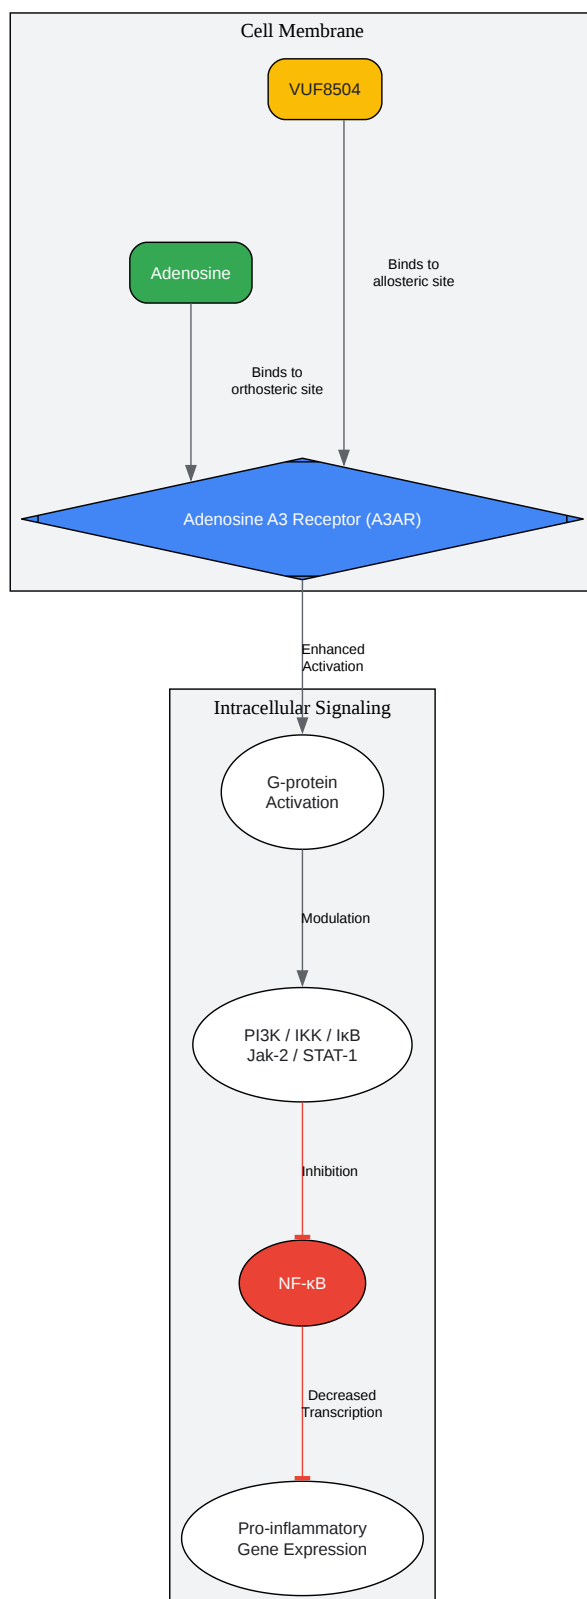 Cell Membrane
VUF8504
Binds to
allosteric site
Adenosine
Binds to
orthosteric site
Adenosine A3 Receptor (A3AR)
Enhanced
Activation
Intracellular Signaling
G-protein
Activation
Modulation
PI3K / IKK / IκB
Jak-2 / STAT-1
Inhibition
NF-κB
Decreased
Transcription
Pro-inflammatory
Gene Expression